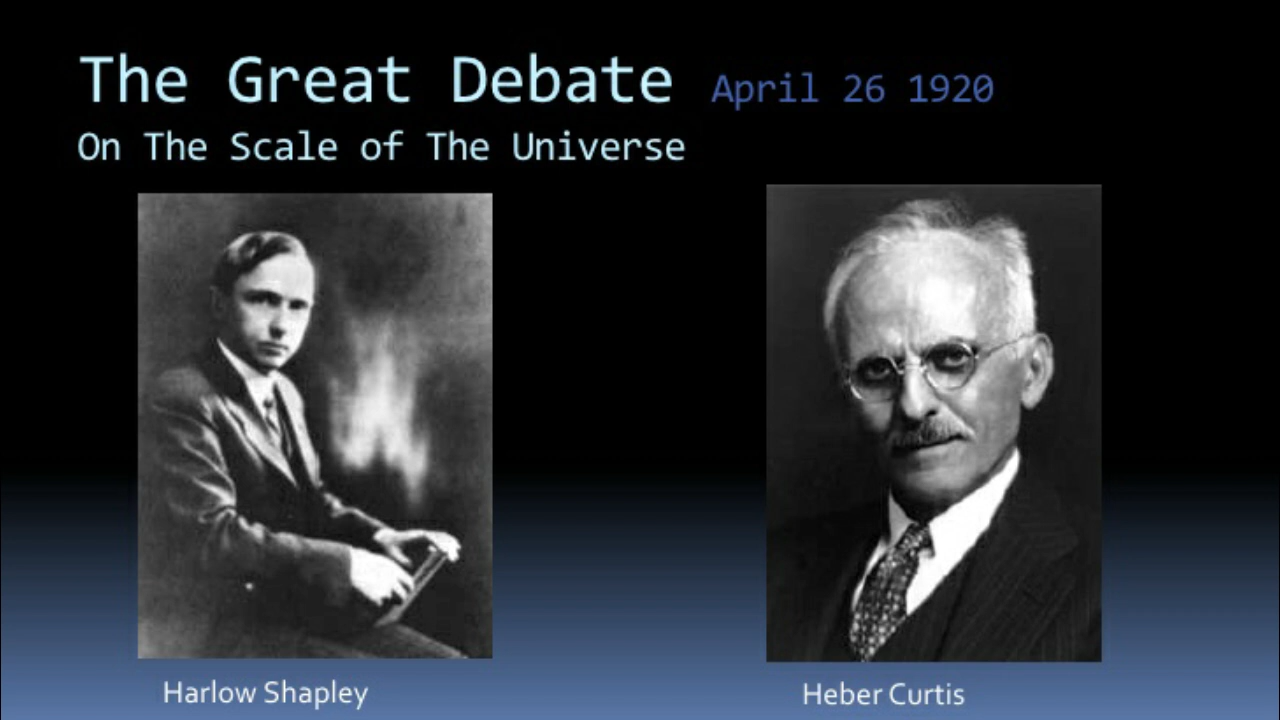 The Great Debate April 26 1920
On The Scale of The Universe
Harlow Shapley
Heber Curtis